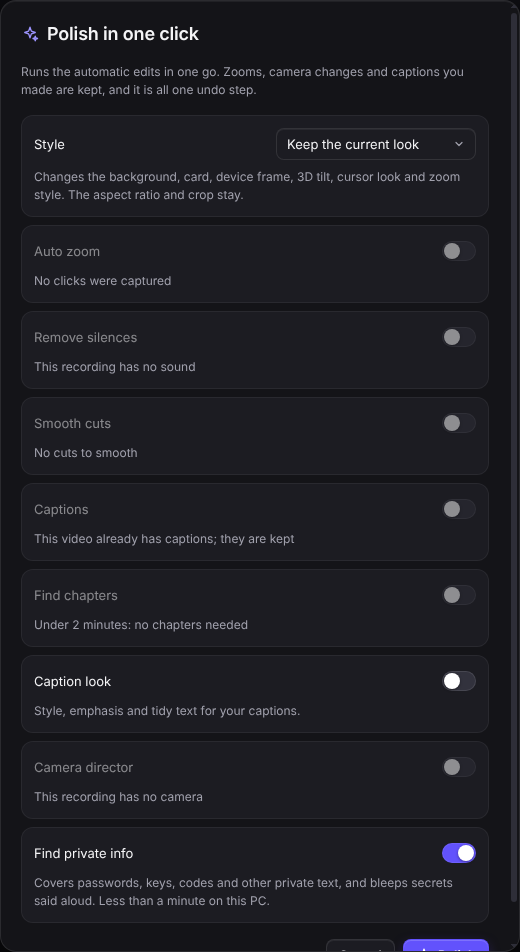 Polish in one click
Runs the automatic edits in one go. Zooms, camera changes and captions you
made are kept, and it is all one undo step.
Style
Keep the current look
Changes the background, card, device frame, 3D tilt, cursor look and zoom
style. The aspect ratio and crop stay.
Auto zoom
No clicks were captured
Remove silences
This recording has no sound
Smooth cuts
No cuts to smooth
Captions
This video already has captions; they are kept
Find chapters
Under 2 minutes: no chapters needed
Caption look
Style, emphasis and tidy text for your captions.
Camera director
This recording has no camera
Find private info
Covers passwords, keys, codes and other private text, and bleeps secrets
said aloud. Less than a minute on this PC.